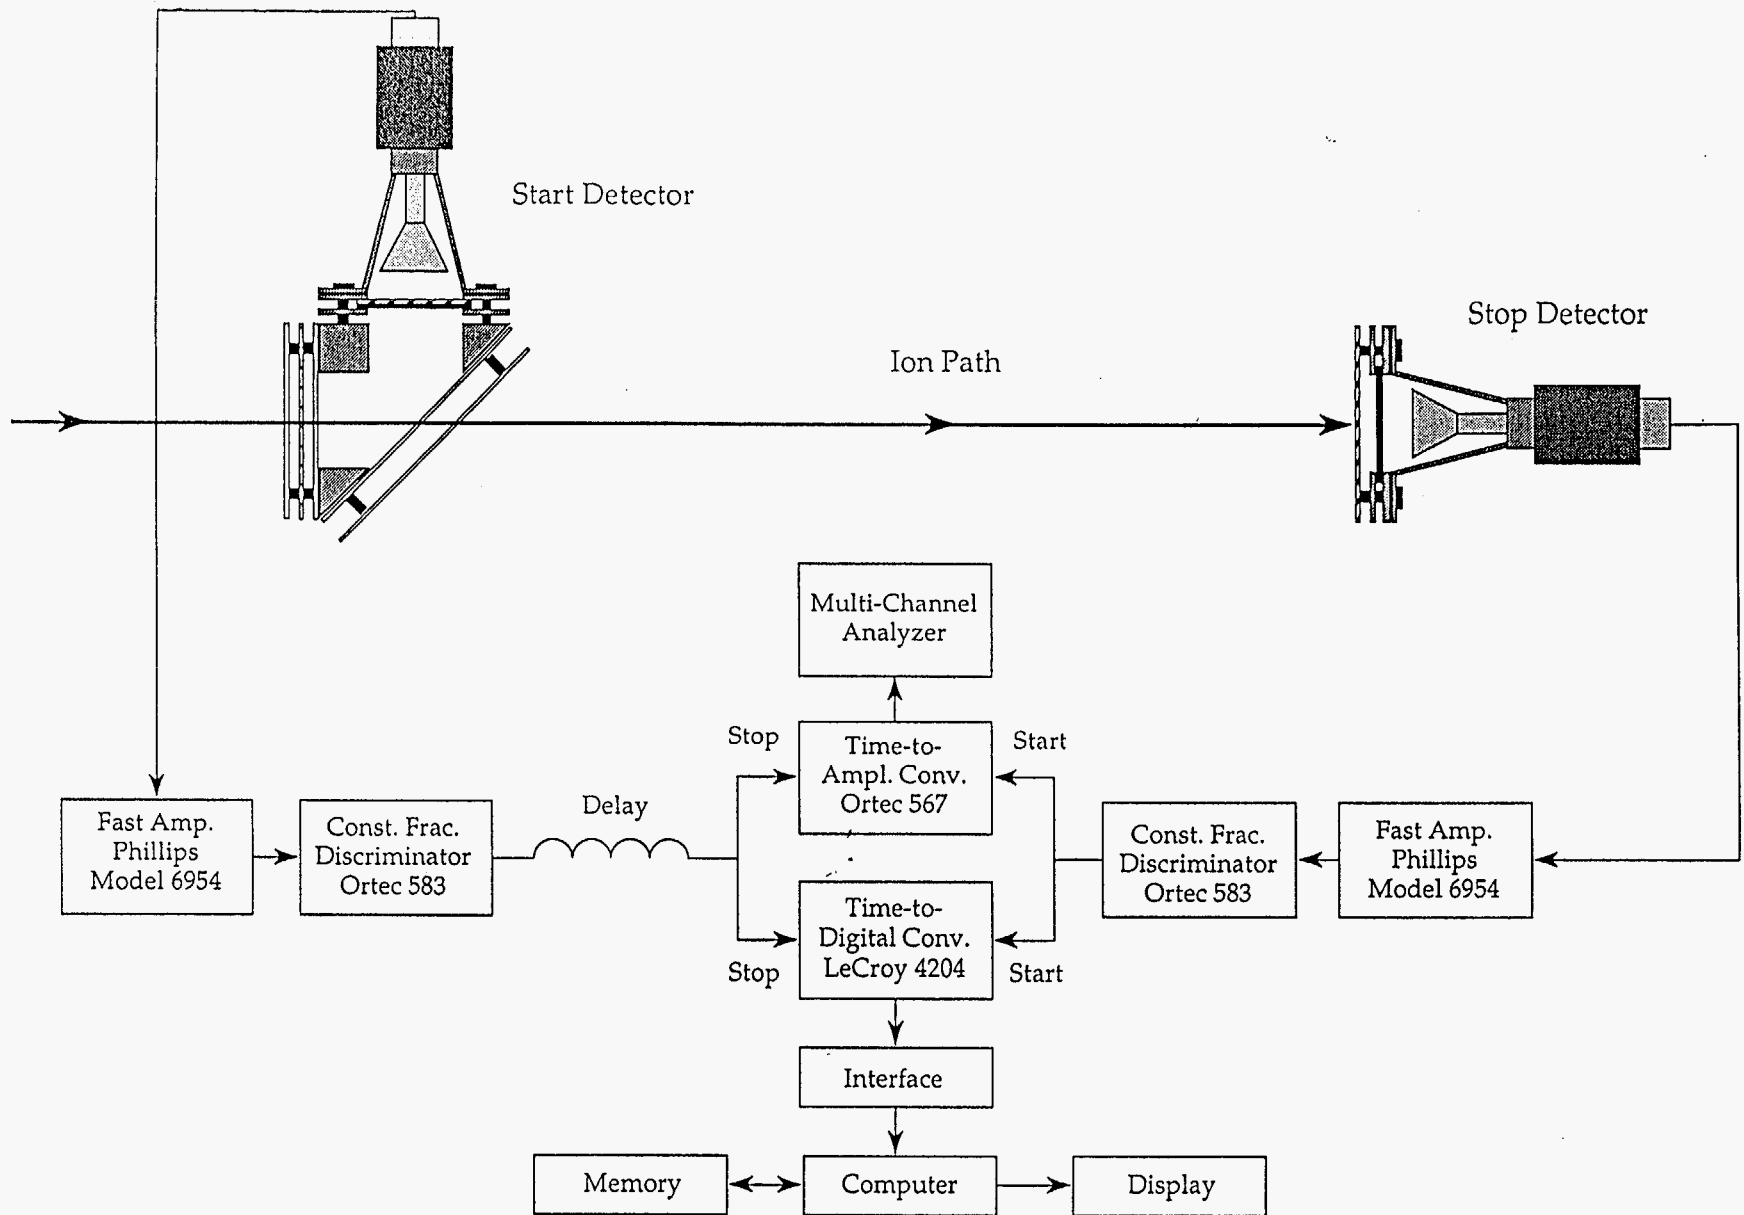 Start Detector
Stop Detector
Ion Path
Multi-Channel
Analyzer
Stop
Time-to-
Ampl. Conv.
Ortec 567
Start
Fast Amp.
Phillips
Model 6954
Const. Frac.
Discriminator
Ortec 583
Delay
Const. Frac.
Discriminator
Ortec 583
Fast Amp.
Phillips
Model 6954
Stop
Time-to-
Digital Conv.
LeCroy 4204
Start
Interface
Memory
Computer
Display